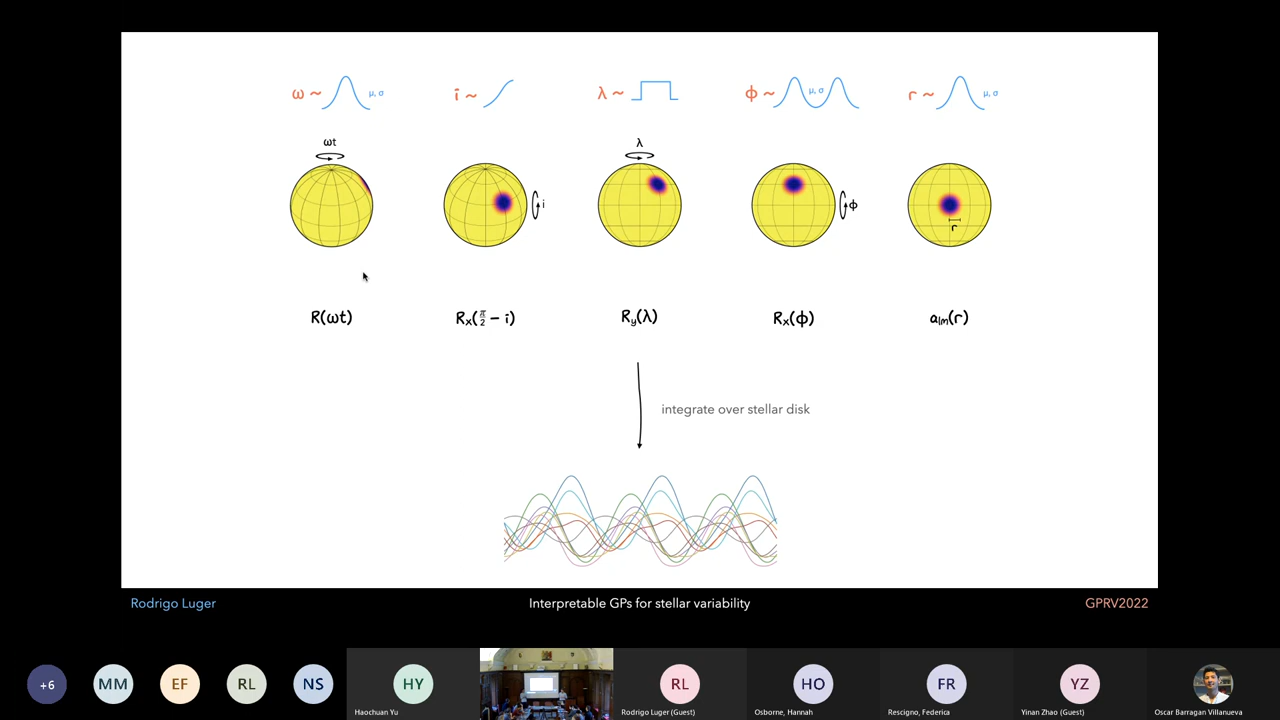 ω ~ μ, σ
i ~
λ ~
ϕ ~ μ, σ
r ~ μ, σ
ωt
λ
i
ϕ
r
R(ωt)
Rₓ(π/2 − i)
Rᵧ(λ)
Rₓ(ϕ)
aₗₘ(r)
integrate over stellar disk
Rodrigo Luger
Interpretable GPs for stellar variability
GPRV2022
+6
MM
EF
RL
NS
HY
Haochuan Yu
RL
Rodrigo Luger (Guest)
HO
Osborne, Hannah
FR
Rescigno, Federica
YZ
Yinan Zhao (Guest)
Oscar Barragan Villanueva